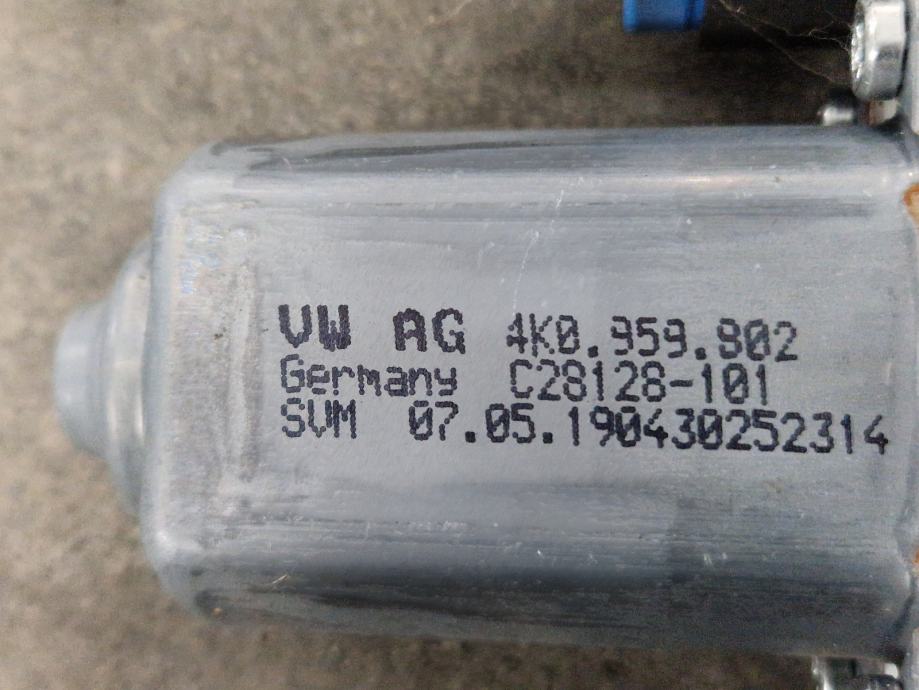 VW AG 4K0.959.802
Germany C28128-101
SVM 07.05.190430252314